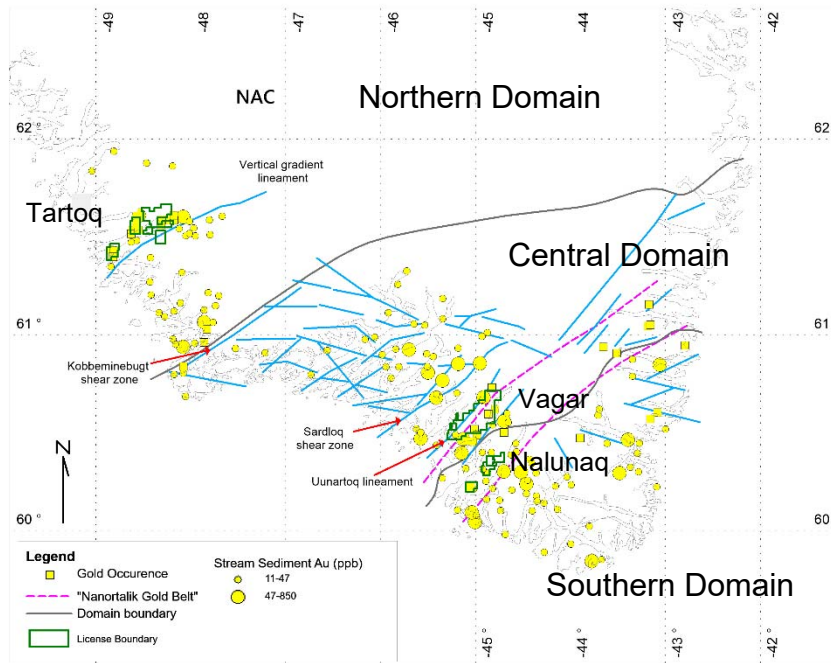 -49
-48
-47
-46
-45
-44
-43
-42
NAC
Northern Domain
62 °
62
Vertical gradient
lineament
Tartoq
Central Domain
61 °
61
Kobbeminebugt
shear zone
Vagar
Sardloq
shear zone
Nalunaq
Uunartoq lineament
N
60 °
60
Legend
Gold Occurence
"Nanortalik Gold Belt"
Domain boundary
License Boundary
Stream Sediment Au (ppb)
11-47
47-850
Southern Domain
-45 °
-44 °
-43 °
-42 °